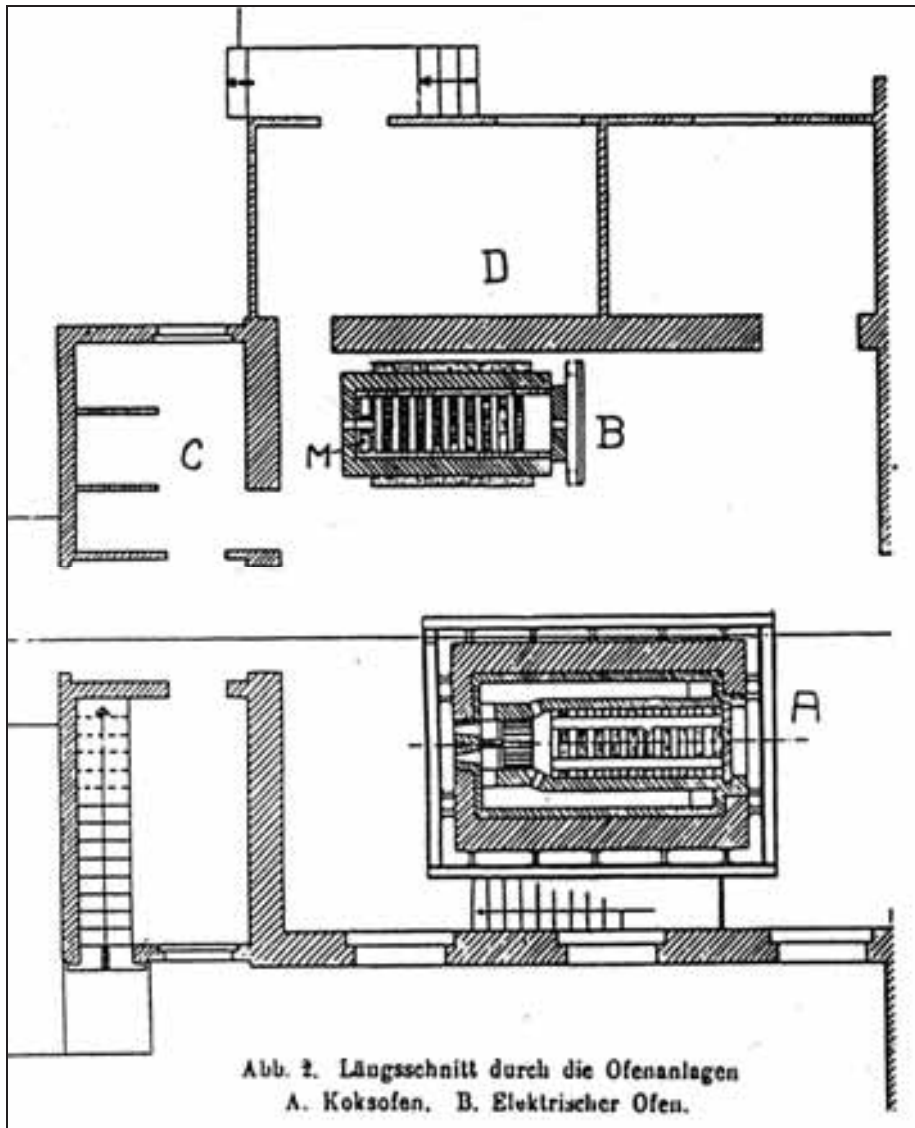 D
B
M
C
A
Abb. 2. Längsschnitt durch die Ofenanlagen
A. Koksofen. B. Elektrischer Ofen.